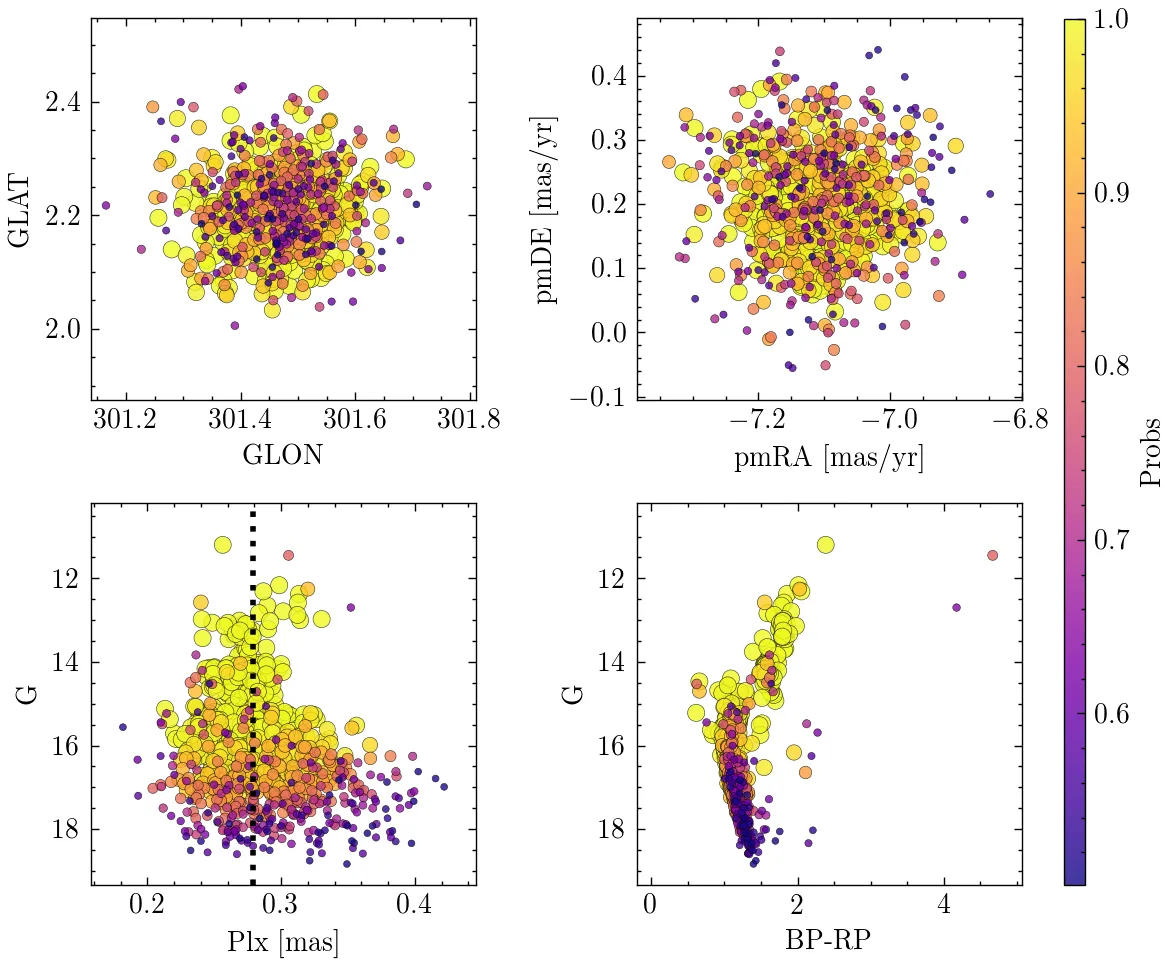 GLAT
2.4
2.2
2.0
301.2 301.4 301.6 301.8
GLON
pmDE [mas/yr]
0.4
0.3
0.2
0.1
0.0
−0.1
−7.2 −7.0 −6.8
pmRA [mas/yr]
G
12
14
16
18
0.2 0.3 0.4
Plx [mas]
G
12
14
16
18
0 2 4
BP-RP
1.0
0.9
0.8
0.7
0.6
Probs